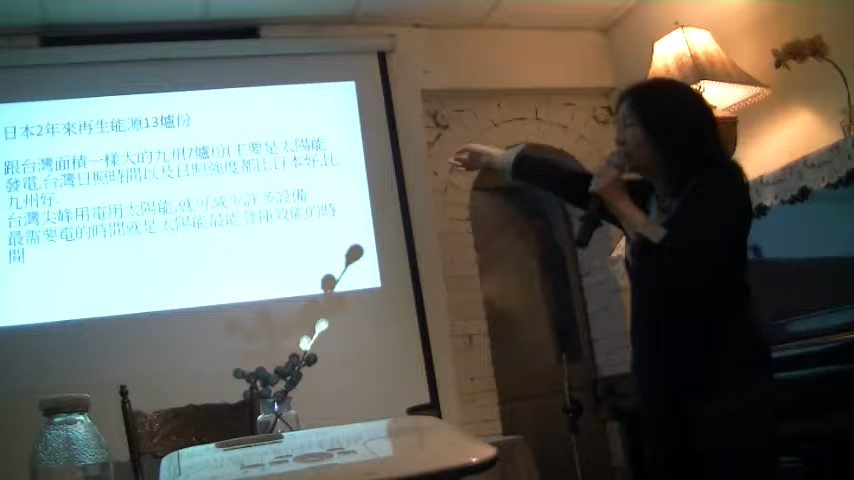 日本2年來再生能源13爐份
跟台灣面積一樣大的九州7爐份(主要是太陽能
發電,台灣日照時間以及日照強度都比日本好,比
九州好.
台灣尖峰用電用太陽能,就可減少許多設備
最需要電的時間就是太陽能最能發揮效能的時
間